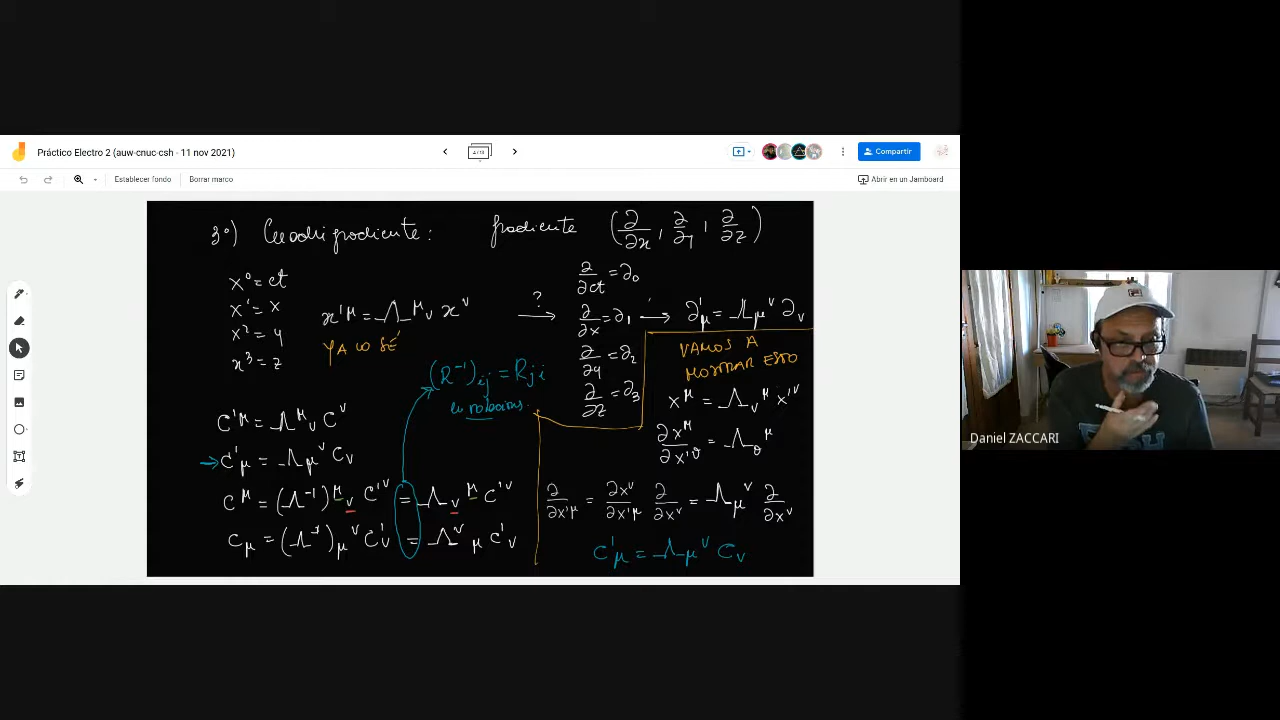 Práctico Electro 2 (auw-cnuc-csh - 11 nov 2021)
4 / 13
Compartir
Establecer fondo
Borrar marco
Abrir en un Jamboard
3º) Cuadrigradiente: gradiente (∂/∂x, ∂/∂y, ∂/∂z)
x⁰ = ct
x¹ = x
x² = y
x³ = z
x'^μ = Λ^μ_ν x^ν
YA LO SÉ
?
∂/∂ct = ∂₀
∂/∂x = ∂₁
∂/∂y = ∂₂
∂/∂z = ∂₃
∂'_μ = Λ_μ^ν ∂_ν
VAMOS A
MOSTRAR ESTO
(R⁻¹)_ij = R_ji
en rotaciones.
C'^μ = Λ^μ_ν C^ν
C'_μ = Λ_μ^ν C_ν
C^μ = (Λ⁻¹)^μ_ν C'^ν = Λ_ν^μ C'^ν
C_μ = (Λ⁻¹)_μ^ν C'_ν = Λ^ν_μ C'_ν
x^μ = Λ_ν^μ x'^ν
∂x^μ/∂x'^θ = Λ_θ^μ
∂/∂x'^μ = ∂x^ν/∂x'^μ ∂/∂x^ν = Λ_μ^ν ∂/∂x^ν
C'_μ = Λ_μ^ν C_ν
Daniel ZACCARI